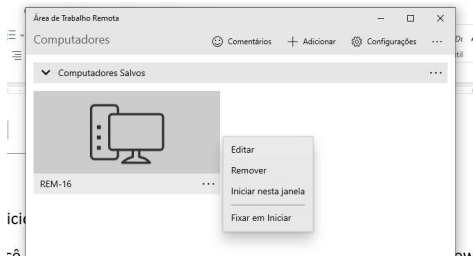 Área de Trabalho Remota
Computadores
Comentários
Adicionar
Configurações
Computadores Salvos
REM-16
Editar
Remover
Iniciar nesta janela
Fixar em Iniciar